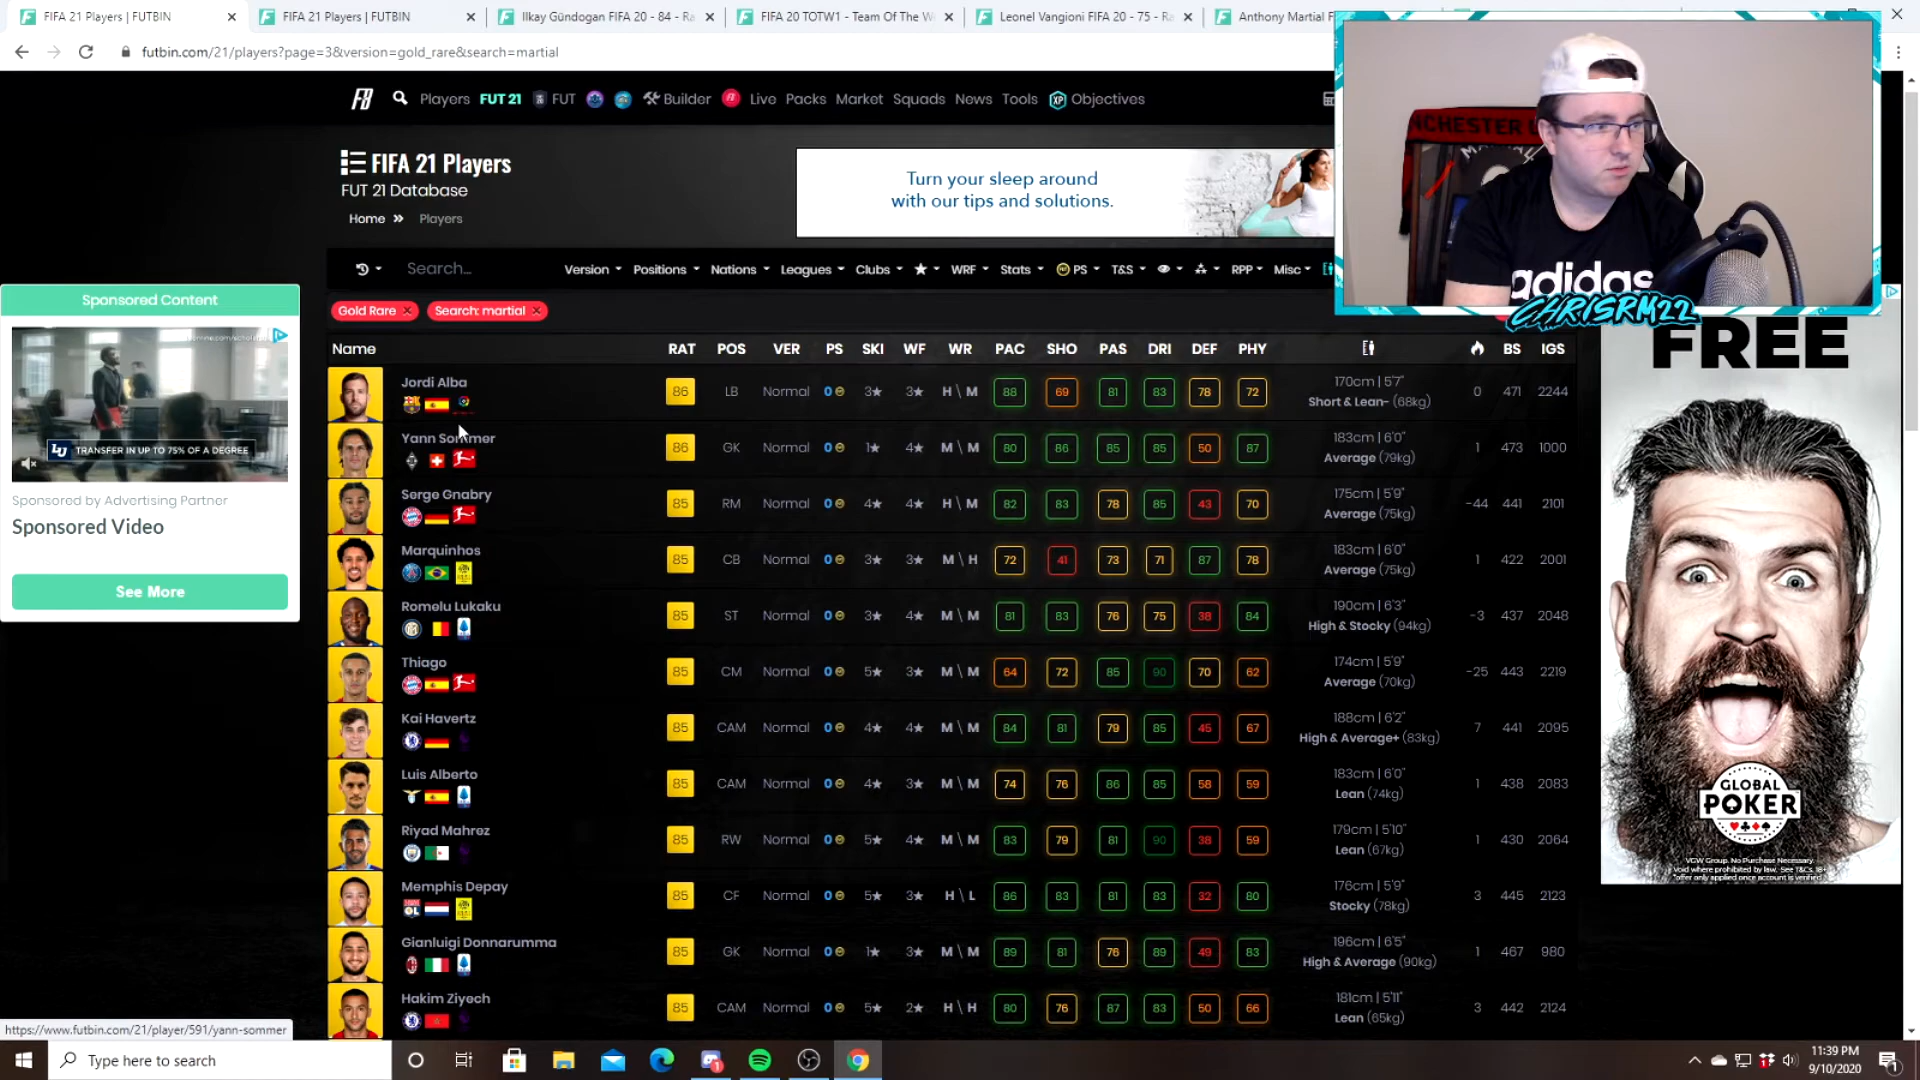 FIFA 21 Players | FUTBIN
FIFA 21 Players | FUTBIN
Ilkay Gündogan FIFA 20 - 84 - Ra
FIFA 20 TOTW1 - Team Of The W
Leonel Vangioni FIFA 20 - 75 - Ra
Anthony Martial F
futbin.com/21/players?page=3&version=gold_rare&search=martial
FB Players FUT 21 FUT Builder Live Packs Market Squads News Tools XP Objectives
FIFA 21 Players
FUT 21 Database
Home » Players
Turn your sleep around
with our tips and solutions.
Search...
Version Positions Nations Leagues Clubs WRF Stats PS T&S RPP Misc
Gold Rare ×
Search: martial ×
adidas
CHRISRM22
Sponsored Content
TRANSFER IN UP TO 75% OF A DEGREE
Sponsored by Advertising Partner
Sponsored Video
See More
Name RAT POS VER PS SKI WF WR PAC SHO PAS DRI DEF PHY BS IGS
Jordi Alba 86 LB Normal 0 3★ 3★ H \ M 88 69 81 83 78 72 170cm | 5'7" 0 471 2244
Short & Lean- (68kg)
Yann Sommer 86 GK Normal 0 1★ 4★ M \ M 80 86 85 85 50 87 183cm | 6'0" 1 473 1000
Average (79kg)
Serge Gnabry 85 RM Normal 0 4★ 4★ H \ M 82 83 78 85 43 70 175cm | 5'9" -44 441 2101
Average (75kg)
Marquinhos 85 CB Normal 0 3★ 3★ M \ H 72 41 73 71 87 78 183cm | 6'0" 1 422 2001
Average (75kg)
Romelu Lukaku 85 ST Normal 0 3★ 4★ M \ M 81 83 76 75 38 84 190cm | 6'3" -3 437 2048
High & Stocky (94kg)
Thiago 85 CM Normal 0 5★ 3★ M \ M 64 72 85 90 70 62 174cm | 5'9" -25 443 2219
Average (70kg)
Kai Havertz 85 CAM Normal 0 4★ 4★ M \ M 84 81 79 85 45 67 188cm | 6'2" 7 441 2095
High & Average+ (83kg)
Luis Alberto 85 CAM Normal 0 4★ 3★ M \ M 74 76 86 85 58 59 183cm | 6'0" 1 438 2083
Lean (74kg)
Riyad Mahrez 85 RW Normal 0 5★ 4★ M \ M 83 79 81 90 38 59 179cm | 5'10" 1 430 2064
Lean (67kg)
Memphis Depay 85 CF Normal 0 5★ 3★ H \ L 86 83 81 83 32 80 176cm | 5'9" 3 445 2123
Stocky (78kg)
Gianluigi Donnarumma 85 GK Normal 0 1★ 3★ M \ M 89 81 76 89 49 83 196cm | 6'5" 1 467 980
High & Average (90kg)
Hakim Ziyech 85 CAM Normal 0 5★ 2★ H \ H 80 76 87 83 50 66 181cm | 5'11" 3 442 2124
Lean (65kg)
FREE
GLOBAL
POKER
VGW Group. No Purchase Necessary.
https://www.futbin.com/21/player/591/yann-sommer
Type here to search
11:39 PM
9/10/2020